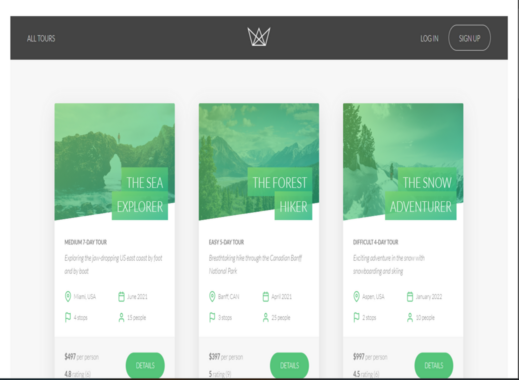 ALL TOURS
LOG IN
SIGN UP
THE SEA
EXPLORER
MEDIUM 7-DAY TOUR
Exploring the jaw-dropping US east coast by foot
and by boat
Miami, USA
June 2021
4 stops
15 people
$497 per person
4.8 rating (6)
DETAILS
THE FOREST
HIKER
EASY 5-DAY TOUR
Breathtaking hike through the Canadian Banff
National Park
Banff, CAN
April 2021
3 stops
25 people
$397 per person
5 rating (9)
DETAILS
THE SNOW
ADVENTURER
DIFFICULT 4-DAY TOUR
Exciting adventure in the snow with
snowboarding and skiing
Aspen, USA
January 2022
2 stops
10 people
$997 per person
4.5 rating (6)
DETAILS